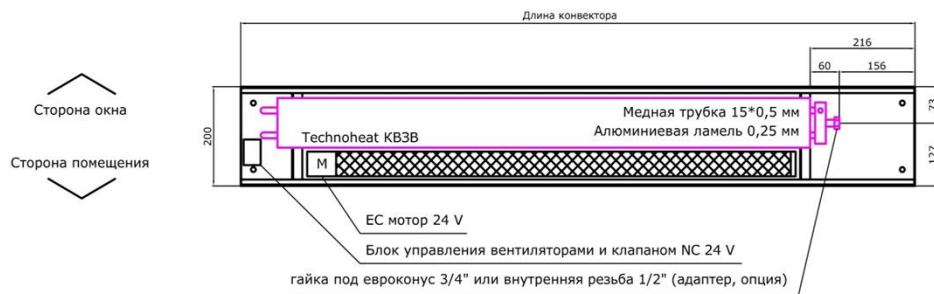 Длина конвектора
216
60
156
Сторона окна
Сторона помещения
200
Медная трубка 15*0,5 мм
Алюминиевая ламель 0,25 мм
73
127
Technoheat KB3B
M
EC мотор 24 V
Блок управления вентиляторами и клапаном NC 24 V
гайка под евроконус 3/4" или внутренняя резьба 1/2" (адаптер, опция)